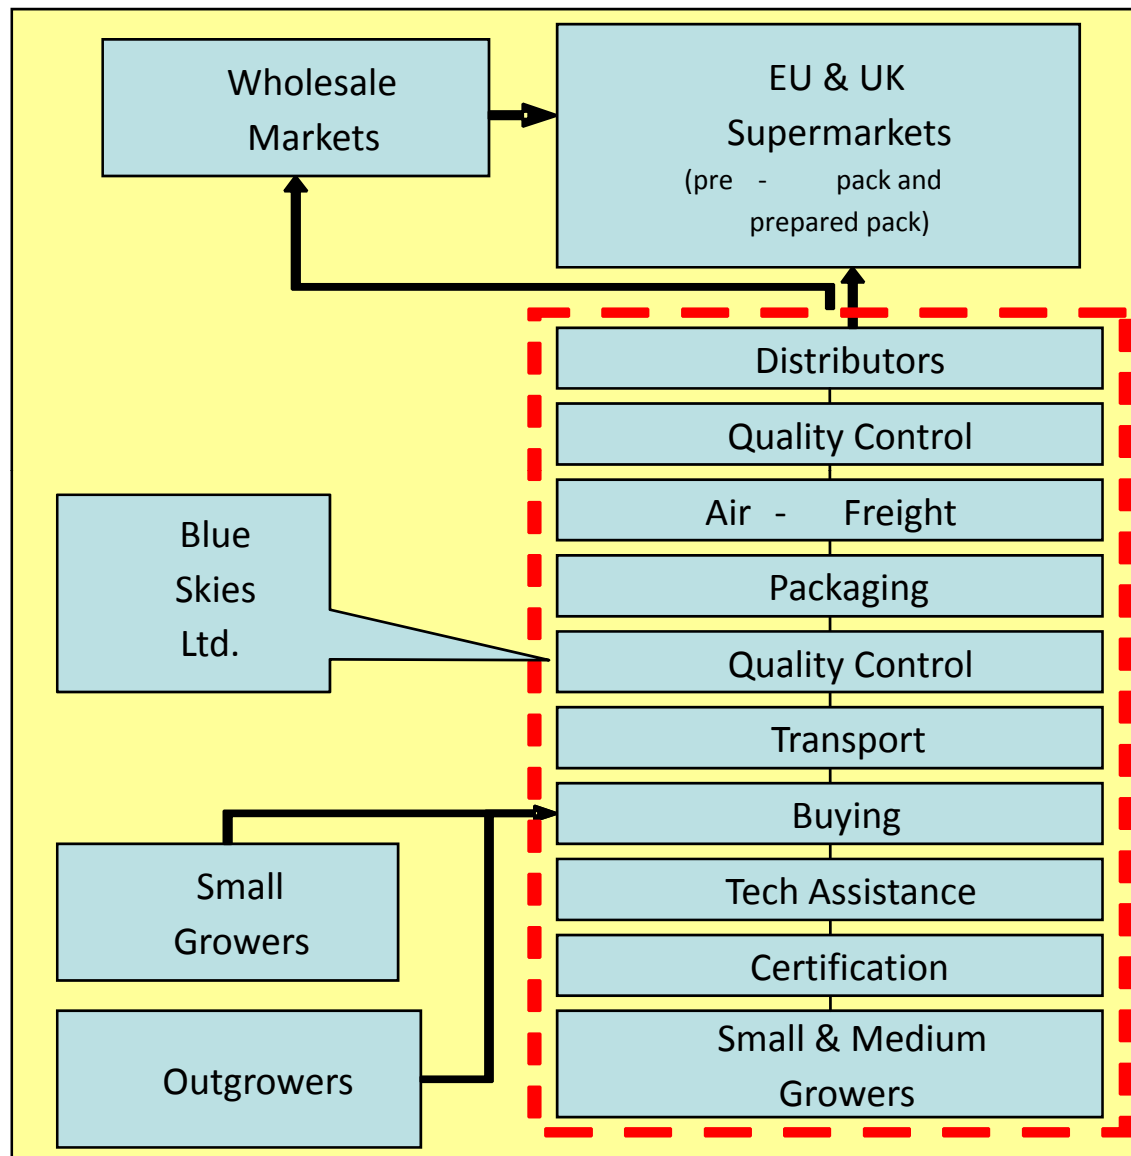 Wholesale
Markets
EU & UK
Supermarkets
(pre - pack and
prepared pack)
Distributors
Quality Control
Air - Freight
Packaging
Quality Control
Transport
Buying
Tech Assistance
Certification
Small & Medium
Growers
Blue
Skies
Ltd.
Small
Growers
Outgrowers